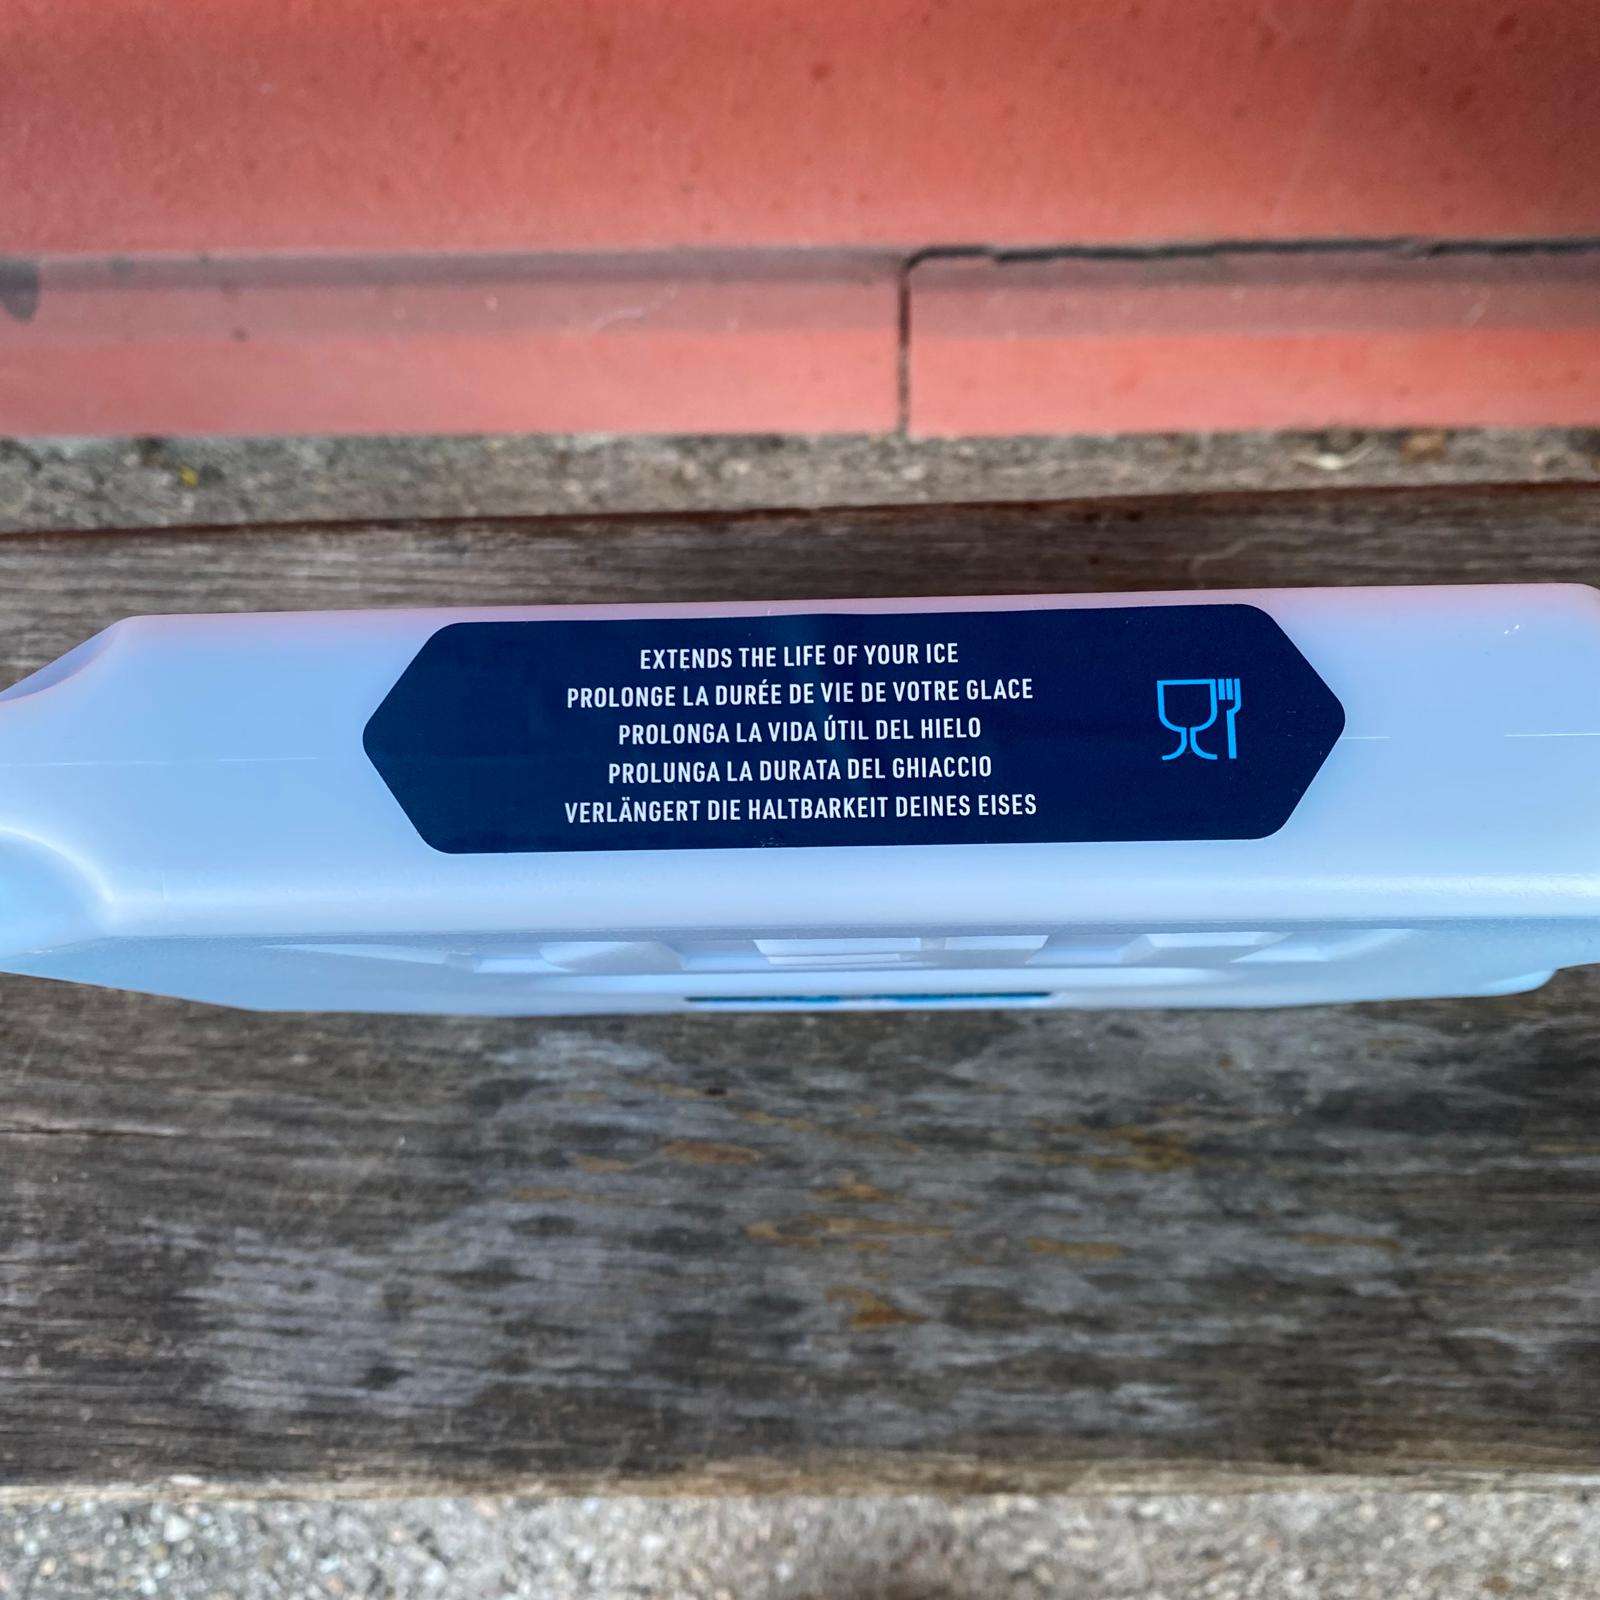 EXTENDS THE LIFE OF YOUR ICE
PROLONGE LA DURÉE DE VIE DE VOTRE GLACE
PROLONGA LA VIDA ÚTIL DEL HIELO
PROLUNGA LA DURATA DEL GHIACCIO
VERLÄNGERT DIE HALTBARKEIT DEINES EISES